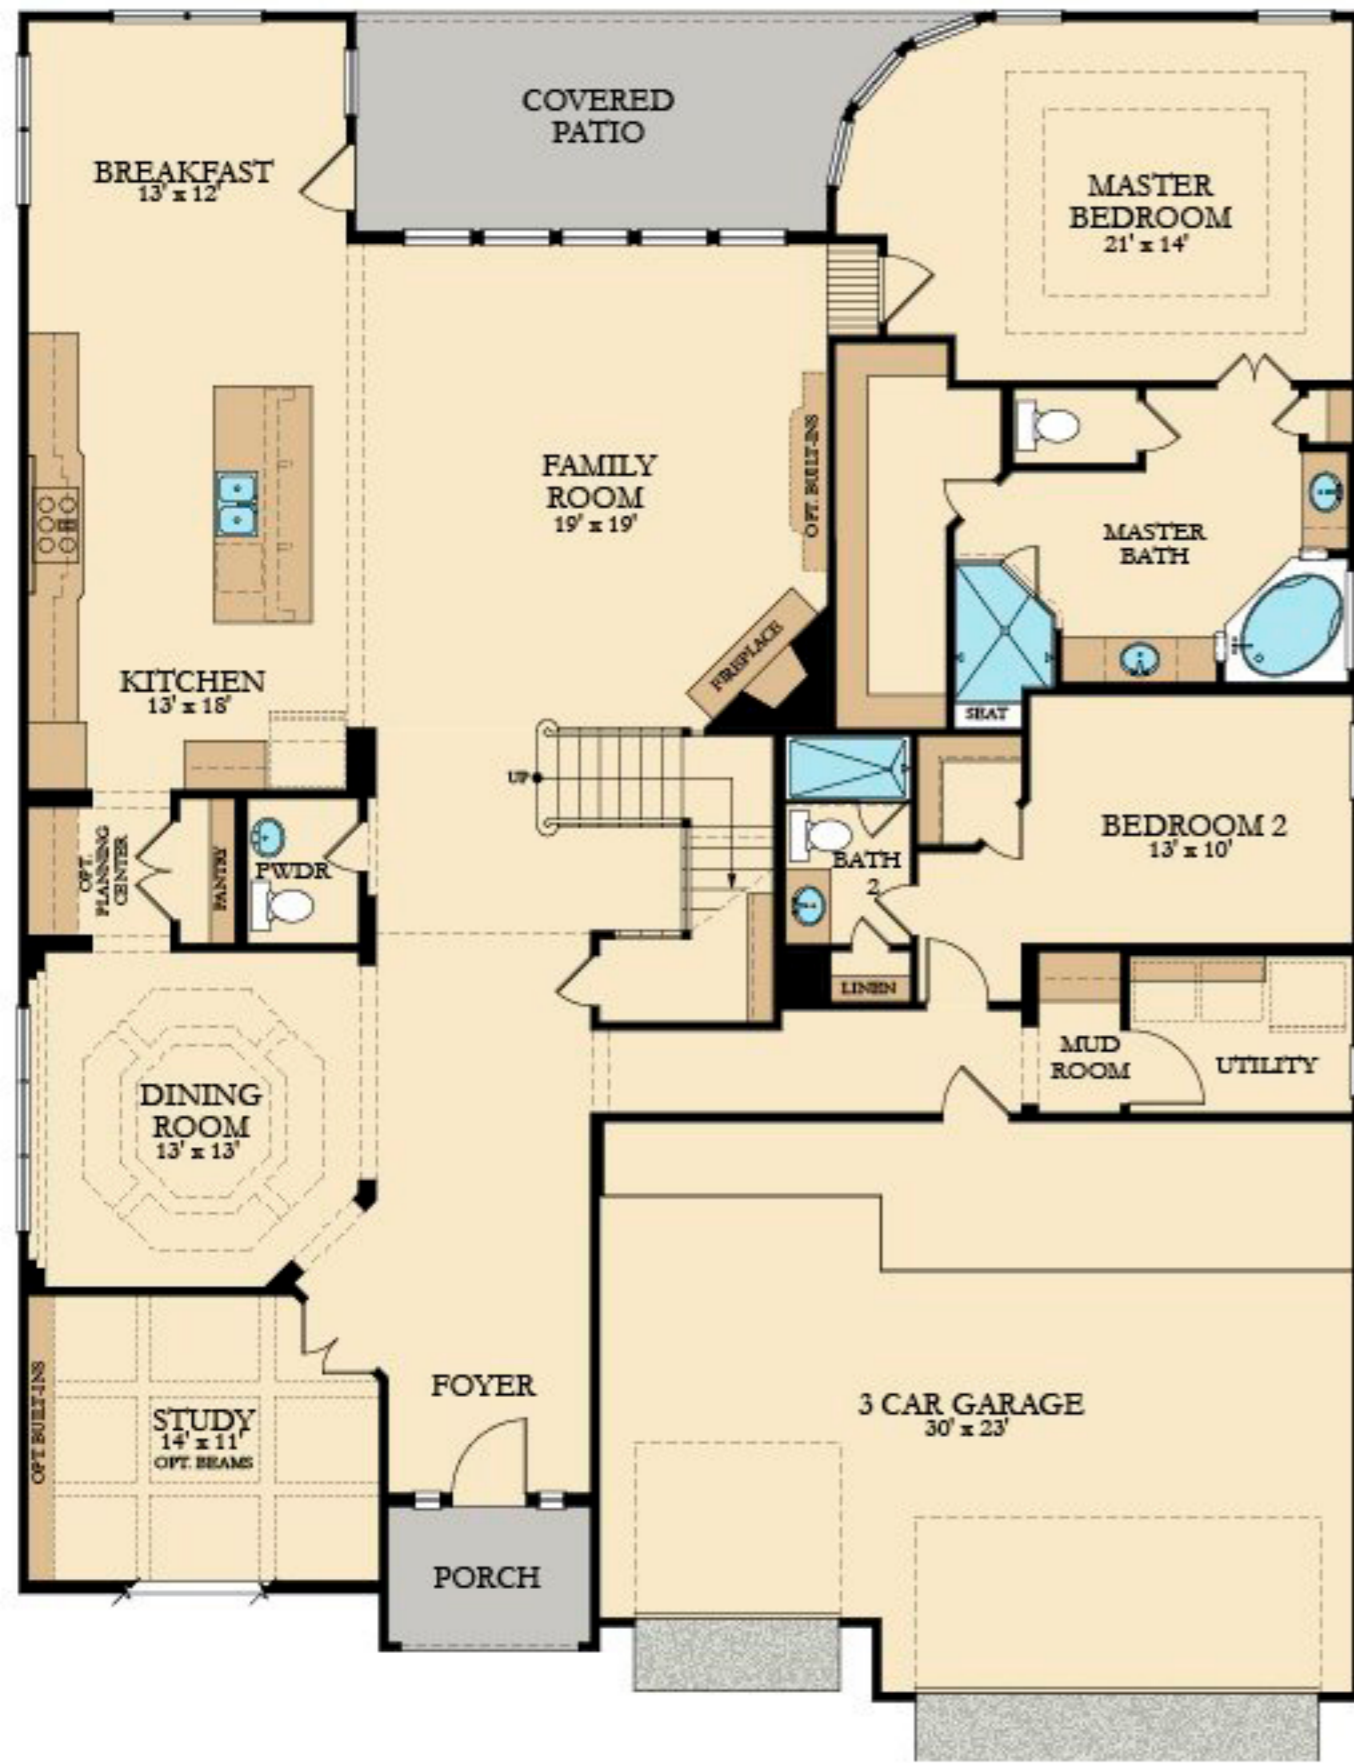 COVERED
PATIO
BREAKFAST
13' x 12'
MASTER
BEDROOM
21' x 14'
FAMILY
ROOM
19' x 19'
OPT. BUILT-INS
MASTER
BATH
FIREPLACE
KITCHEN
13' x 18'
SEAT
UP
BEDROOM 2
13' x 10'
OPT.
PLANNING
CENTER
PANTRY
PWDR
BATH
2
LINEN
MUD
ROOM
UTILITY
DINING
ROOM
13' x 13'
FOYER
3 CAR GARAGE
30' x 23'
OPT BUILT-INS
STUDY
14' x 11'
OPT. BEAMS
PORCH